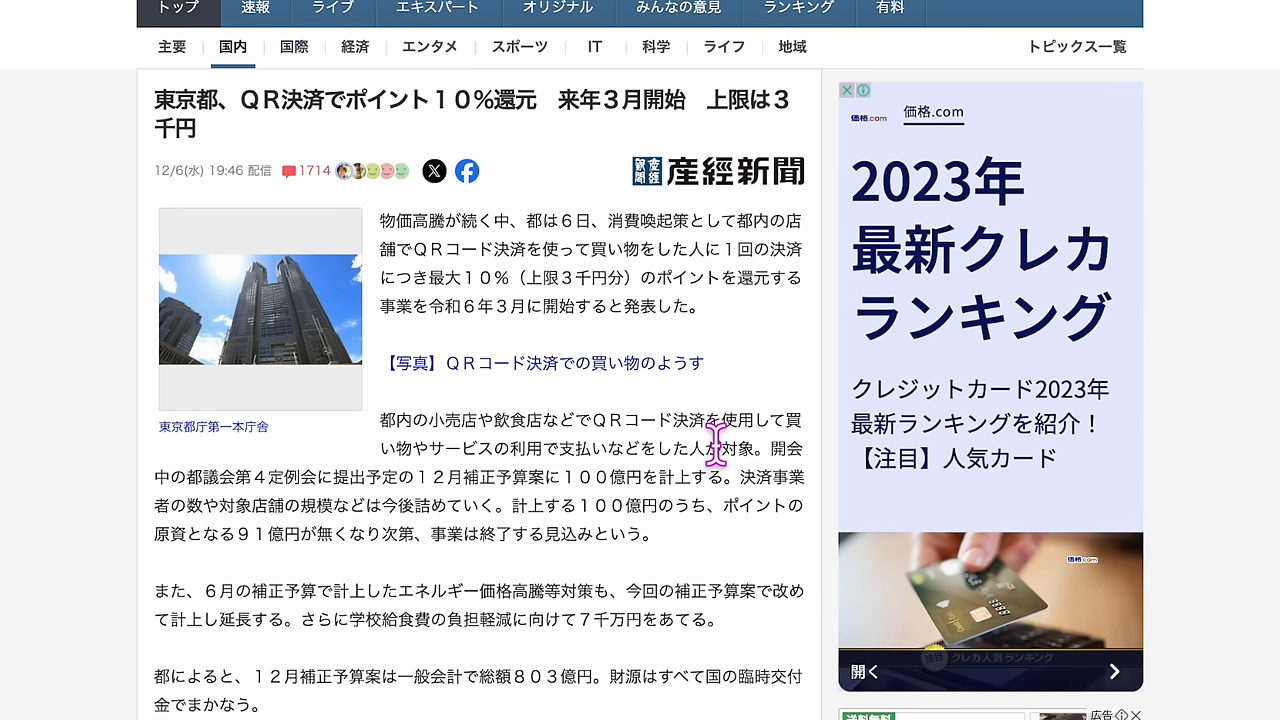 トップ 速報 ライブ エキスパート オリジナル みんなの意見 ランキング 有料
主要 国内 国際 経済 エンタメ スポーツ IT 科学 ライフ 地域 トピックス一覧
東京都、ＱＲ決済でポイント１０％還元　来年３月開始　上限は３
千円
12/6(水) 19:46 配信 1714
産経新聞 産經新聞
物価高騰が続く中、都は６日、消費喚起策として都内の店
舗でＱＲコード決済を使って買い物をした人に１回の決済
につき最大１０％（上限３千円分）のポイントを還元する
事業を令和６年３月に開始すると発表した。
【写真】ＱＲコード決済での買い物のようす
東京都庁第一本庁舎
都内の小売店や飲食店などでＱＲコード決済を使用して買
い物やサービスの利用で支払いなどをした人が対象。開会
中の都議会第４定例会に提出予定の１２月補正予算案に１００億円を計上する。決済事業
者の数や対象店舗の規模などは今後詰めていく。計上する１００億円のうち、ポイントの
原資となる９１億円が無くなり次第、事業は終了する見込みという。
また、６月の補正予算で計上したエネルギー価格高騰等対策も、今回の補正予算案で改め
て計上し延長する。さらに学校給食費の負担軽減に向けて７千万円をあてる。
都によると、１２月補正予算案は一般会計で総額８０３億円。財源はすべて国の臨時交付
金でまかなう。
価格.com 価格.com
2023年
最新クレカ
ランキング
クレジットカード2023年
最新ランキングを紹介！
【注目】人気カード
価格.com
注目 クレカ人気ランキング
開く
送料無料
広告